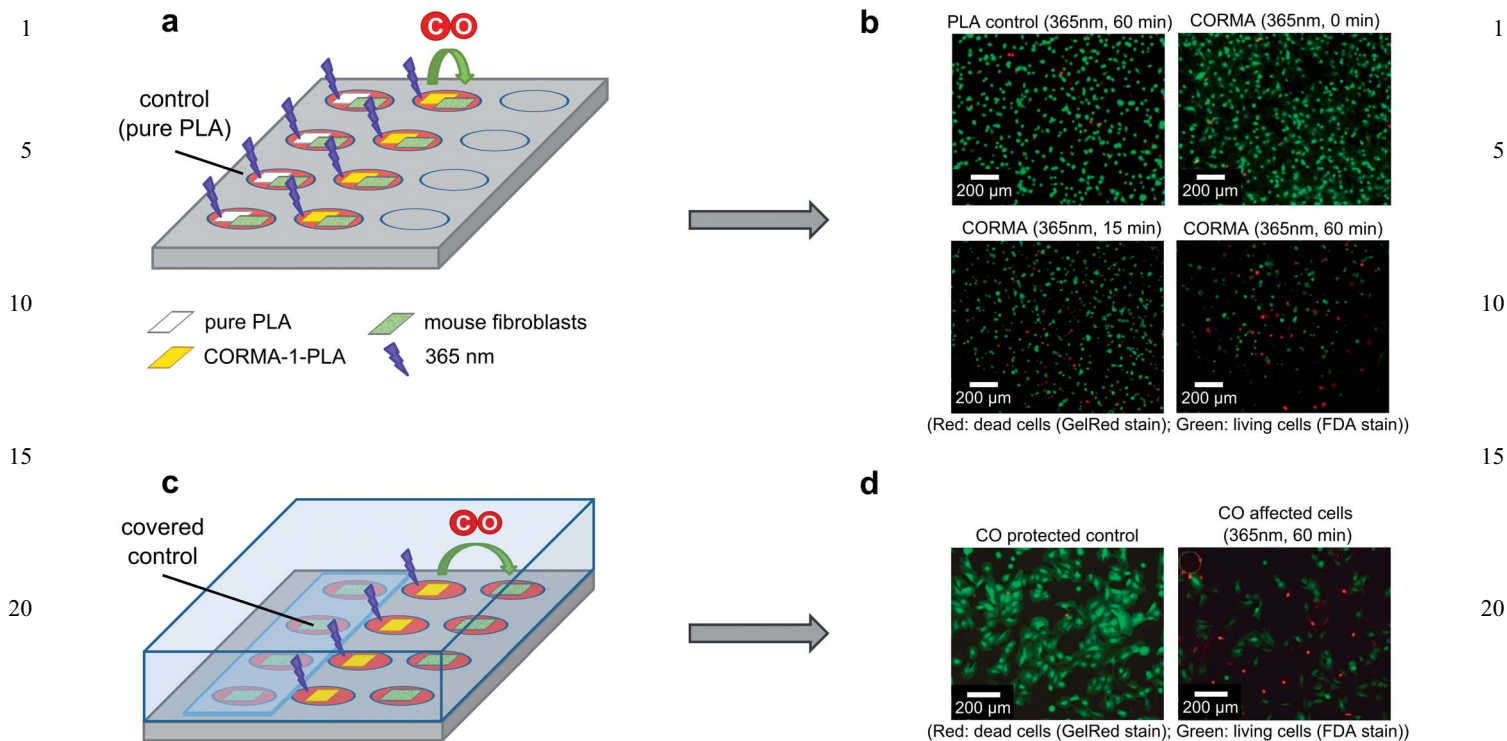 1
5
10
15
20
a
CO
control
(pure PLA)
pure PLA
mouse fibroblasts
CORMA-1-PLA
365 nm
b
PLA control (365nm, 60 min)
CORMA (365nm, 0 min)
200 µm
200 µm
CORMA (365nm, 15 min)
CORMA (365nm, 60 min)
200 µm
200 µm
(Red: dead cells (GelRed stain); Green: living cells (FDA stain))
c
CO
covered
control
d
CO protected control
CO affected cells
(365nm, 60 min)
200 µm
200 µm
(Red: dead cells (GelRed stain); Green: living cells (FDA stain))
1
5
10
15
20